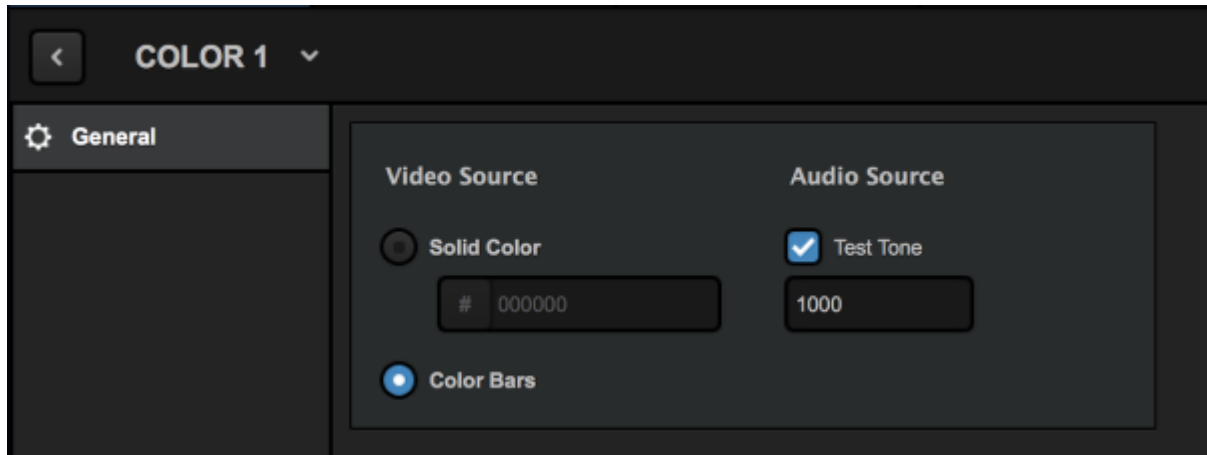 COLOR 1
General
Video Source
Audio Source
Solid Color
Test Tone
# 000000
1000
Color Bars